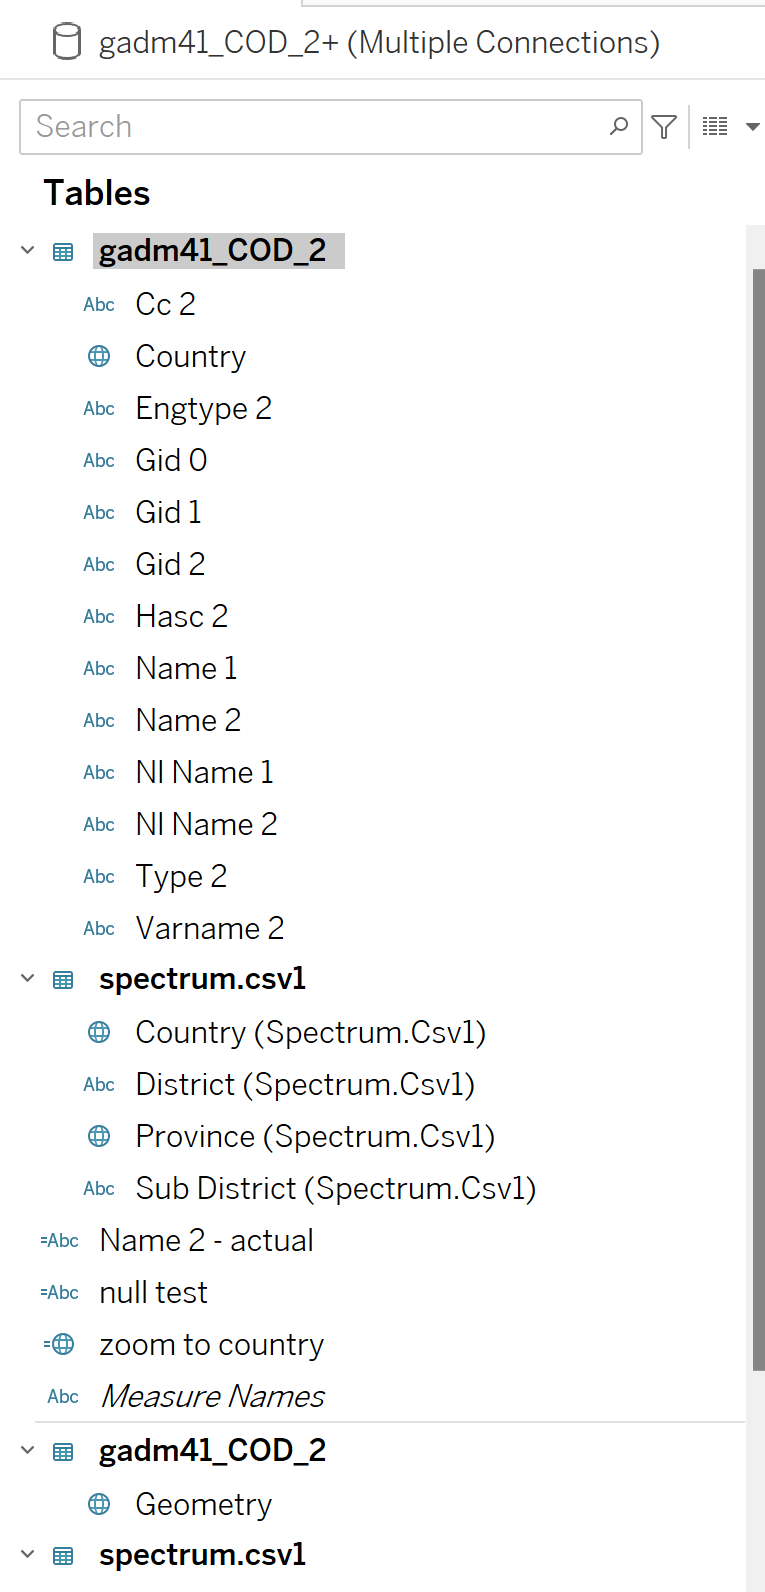 gadm41_COD_2+ (Multiple Connections)
Search
Tables
gadm41_COD_2
Abc Cc 2
Country
Abc Engtype 2
Abc Gid 0
Abc Gid 1
Abc Gid 2
Abc Hasc 2
Abc Name 1
Abc Name 2
Abc Nl Name 1
Abc Nl Name 2
Abc Type 2
Abc Varname 2
spectrum.csv1
Country (Spectrum.Csv1)
Abc District (Spectrum.Csv1)
Province (Spectrum.Csv1)
Abc Sub District (Spectrum.Csv1)
=Abc Name 2 - actual
=Abc null test
= zoom to country
Abc Measure Names
gadm41_COD_2
Geometry
spectrum.csv1